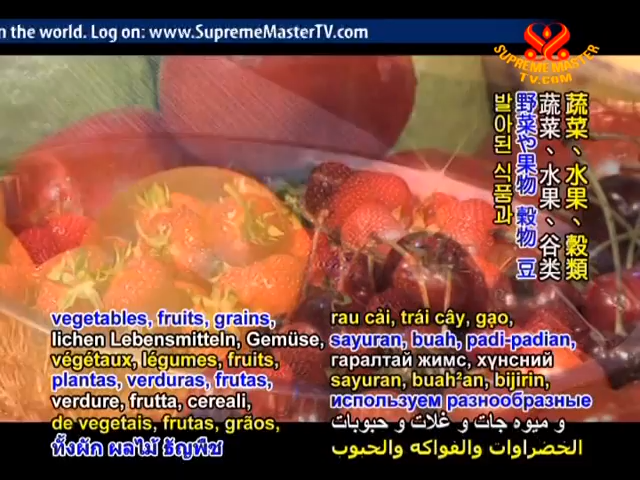 n the world. Log on: www.SupremeMasterTV.com
SUPREME MASTER
TV.COM
蔬菜、水果、穀類
蔬菜、水果、谷类
野菜や果物 穀物 豆
발아된 식품과
vegetables, fruits, grains,
lichen Lebensmitteln, Gemüse,
végétaux, légumes, fruits,
plantas, verduras, frutas,
verdure, frutta, cereali,
de vegetais, frutas, grãos,
ทั้งผัก ผลไม้ ธัญพืช
rau cải, trái cây, gạo,
sayuran, buah, padi-padian,
гаралтай жимс, хүнсний
sayuran, buah²an, bijirin,
используем разнообразные
و میوه جات و غلات و حبوبات
الخضراوات والفواكه والحبوب